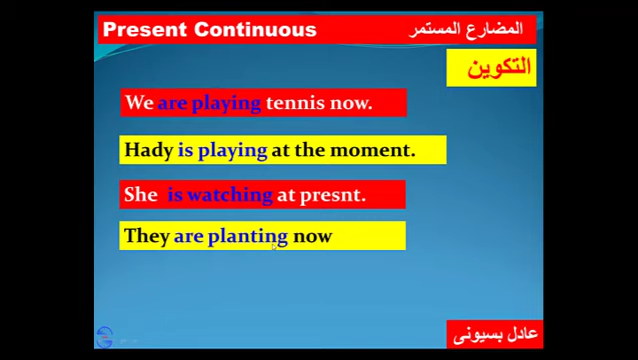 Present Continuous المضارع المستمر
التكوين
We are playing tennis now.
Hady is playing at the moment.
She is watching at presnt.
They are planting now
عادل بسيونى